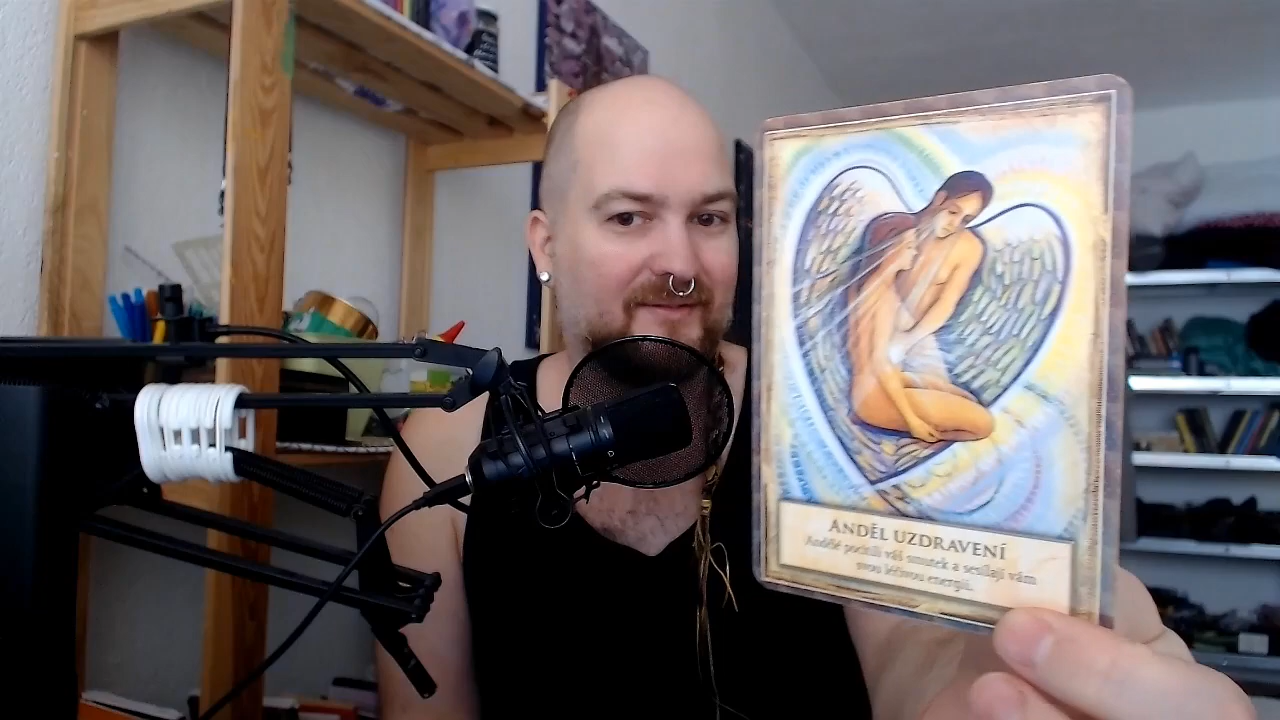 ANDĚL UZDRAVENÍ
Andělé pocítili váš smutek a sesílají vám
svou léčivou energii.